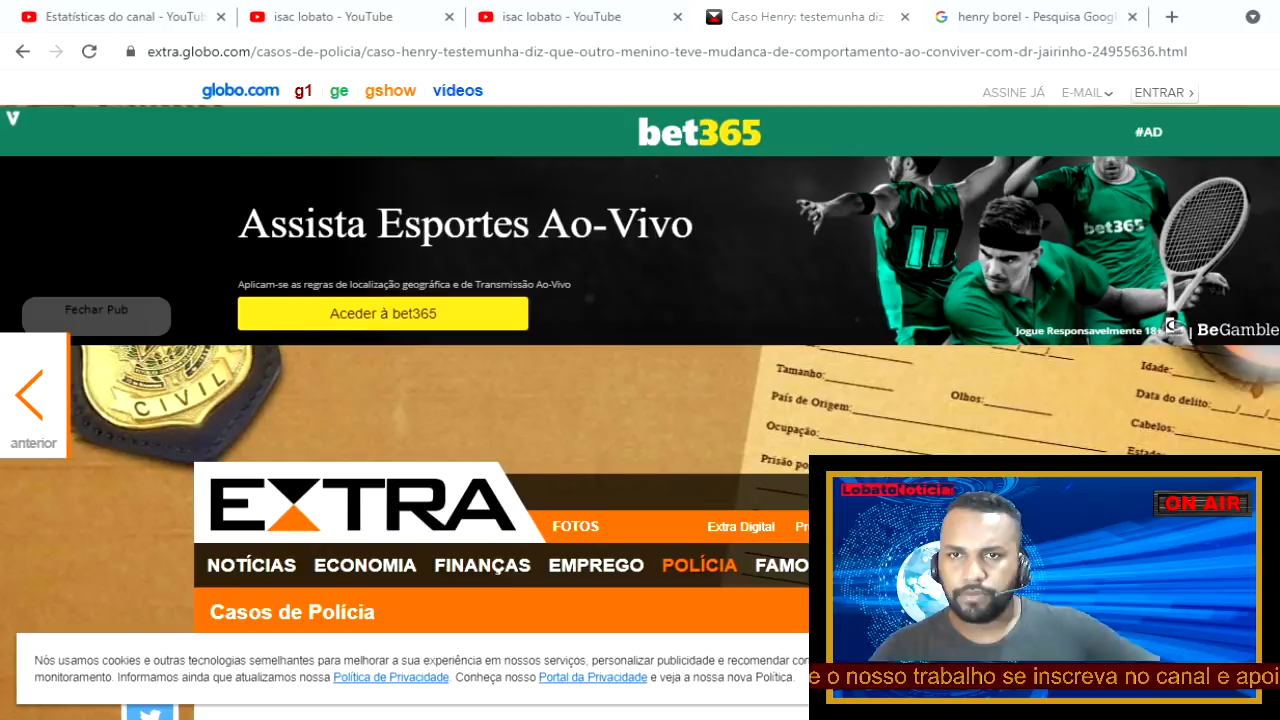 Estatísticas do canal - YouTub
isac lobato - YouTube
isac lobato - YouTube
Caso Henry: testemunha diz
henry borel - Pesquisa Googl
extra.globo.com/casos-de-policia/caso-henry-testemunha-diz-que-outro-menino-teve-mudanca-de-comportamento-ao-conviver-com-dr-jairinho-24955636.html
globo.com g1 ge gshow vídeos
ASSINE JÁ E-MAIL ENTRAR
bet365
#AD
Assista Esportes Ao-Vivo
11
bet365
Aplicam-se as regras de localização geográfica e de Transmissão Ao-Vivo
Fechar Pub
Aceder à bet365
Jogue Responsavelmente 18+
| BeGamble
CIVIL
anterior
Tamanho:
Idade:
País de Origem:
Olhos:
Data do delito:
Ocupação:
Cabelos:
Prisão po
Estad
EXTRA
FOTOS
Extra Digital
Pr
NOTÍCIAS ECONOMIA FINANÇAS EMPREGO POLÍCIA FAMO
Casos de Polícia
LobatoNoticias
ON AIR
Nós usamos cookies e outras tecnologias semelhantes para melhorar a sua experiência em nossos serviços, personalizar publicidade e recomendar con
monitoramento. Informamos ainda que atualizamos nossa Política de Privacidade. Conheça nosso Portal da Privacidade e veja a nossa nova Política.
e o nosso trabalho se inscreva no canal e apoi